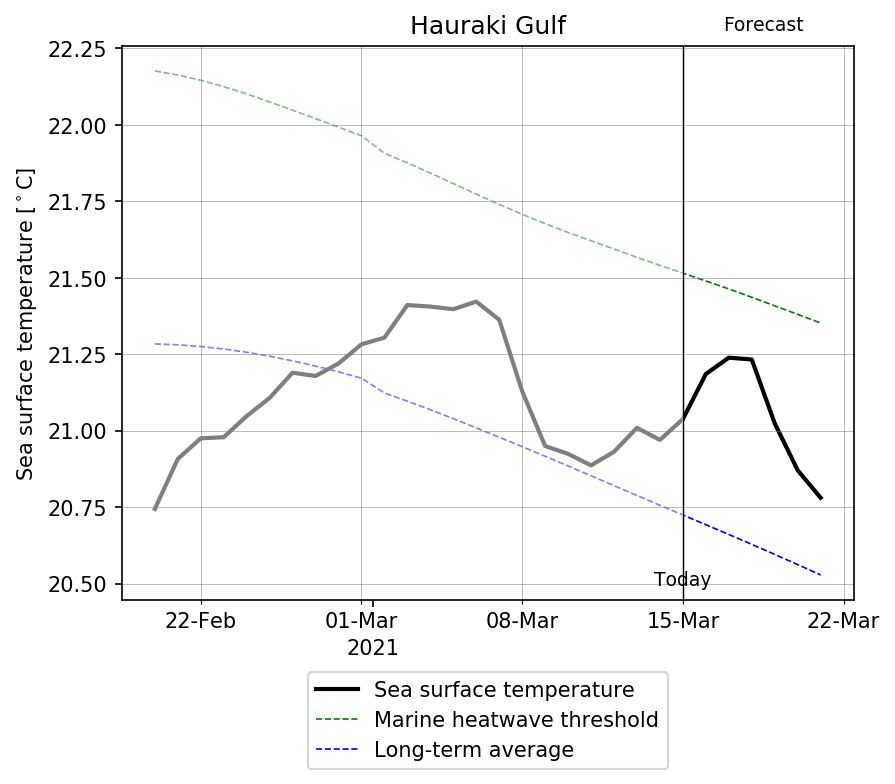 Hauraki Gulf
Forecast
Sea surface temperature [°C]
22.25
22.00
21.75
21.50
21.25
21.00
20.75
20.50
Today
22-Feb
01-Mar
08-Mar
15-Mar
22-Mar
2021
Sea surface temperature
Marine heatwave threshold
Long-term average